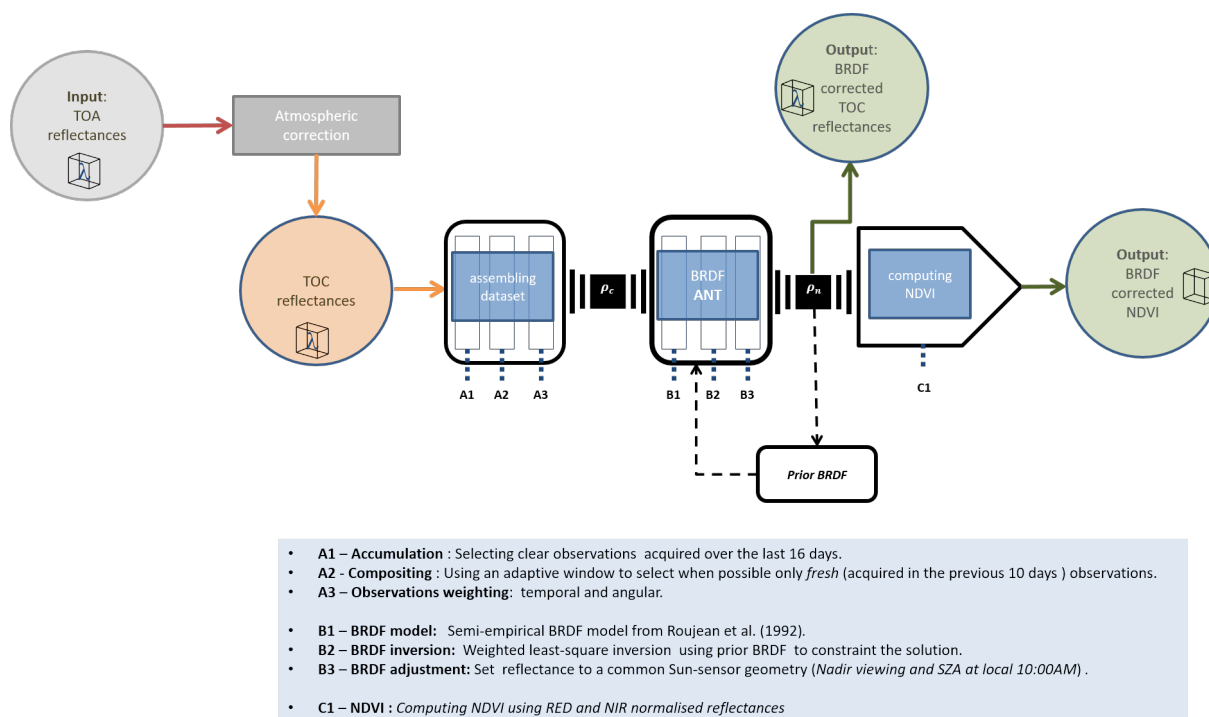 Input:
TOA
reflectances
λ
Atmospheric
correction
Output:
BRDF
corrected
TOC
reflectances
λ
TOC
reflectances
λ
assembling
dataset
ρc
BRDF
ANT
ρn
computing
NDVI
Output:
BRDF
corrected
NDVI
A1
A2
A3
B1
B2
B3
C1
Prior BRDF
• A1 – Accumulation : Selecting clear observations acquired over the last 16 days.
• A2 - Compositing : Using an adaptive window to select when possible only fresh (acquired in the previous 10 days ) observations.
• A3 – Observations weighting: temporal and angular.
• B1 – BRDF model: Semi-empirical BRDF model from Roujean et al. (1992).
• B2 – BRDF inversion: Weighted least-square inversion using prior BRDF to constraint the solution.
• B3 – BRDF adjustment: Set reflectance to a common Sun-sensor geometry (Nadir viewing and SZA at local 10:00AM) .
• C1 – NDVI : Computing NDVI using RED and NIR normalised reflectances